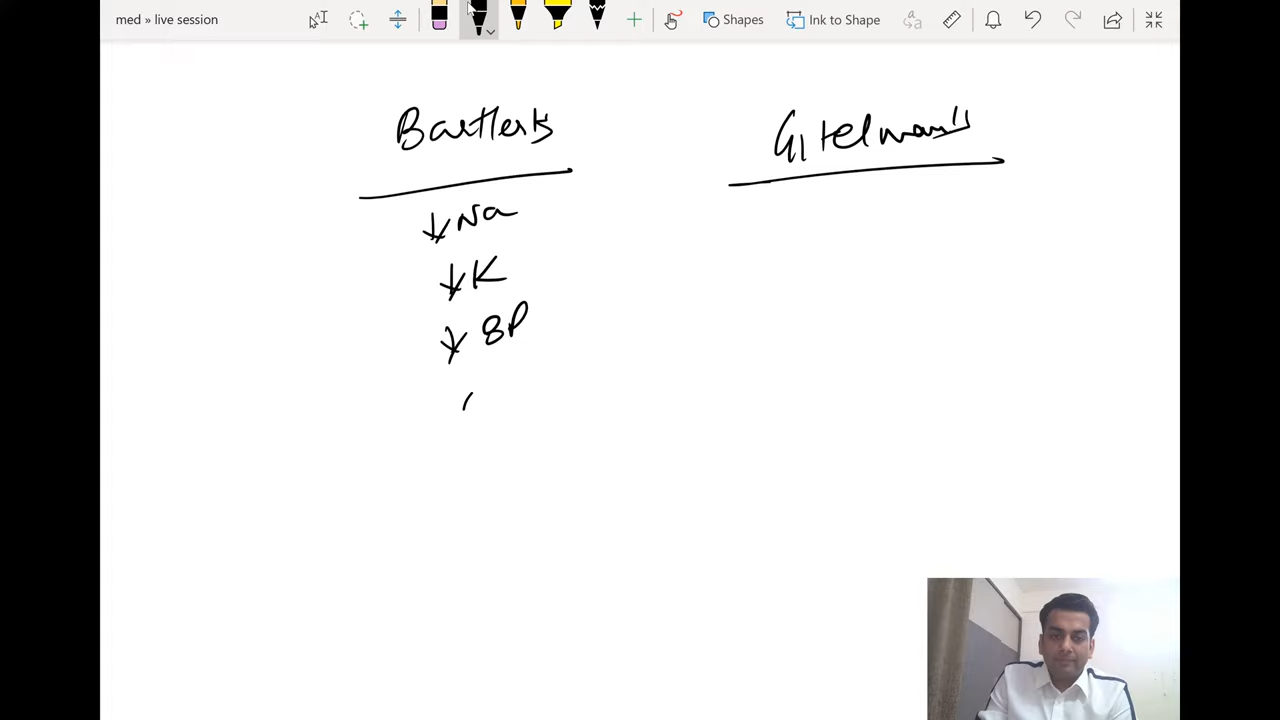 med » live session
Shapes
Ink to Shape
Bartter's
Gitelman's
↓ Na
↓ K
↓ BP